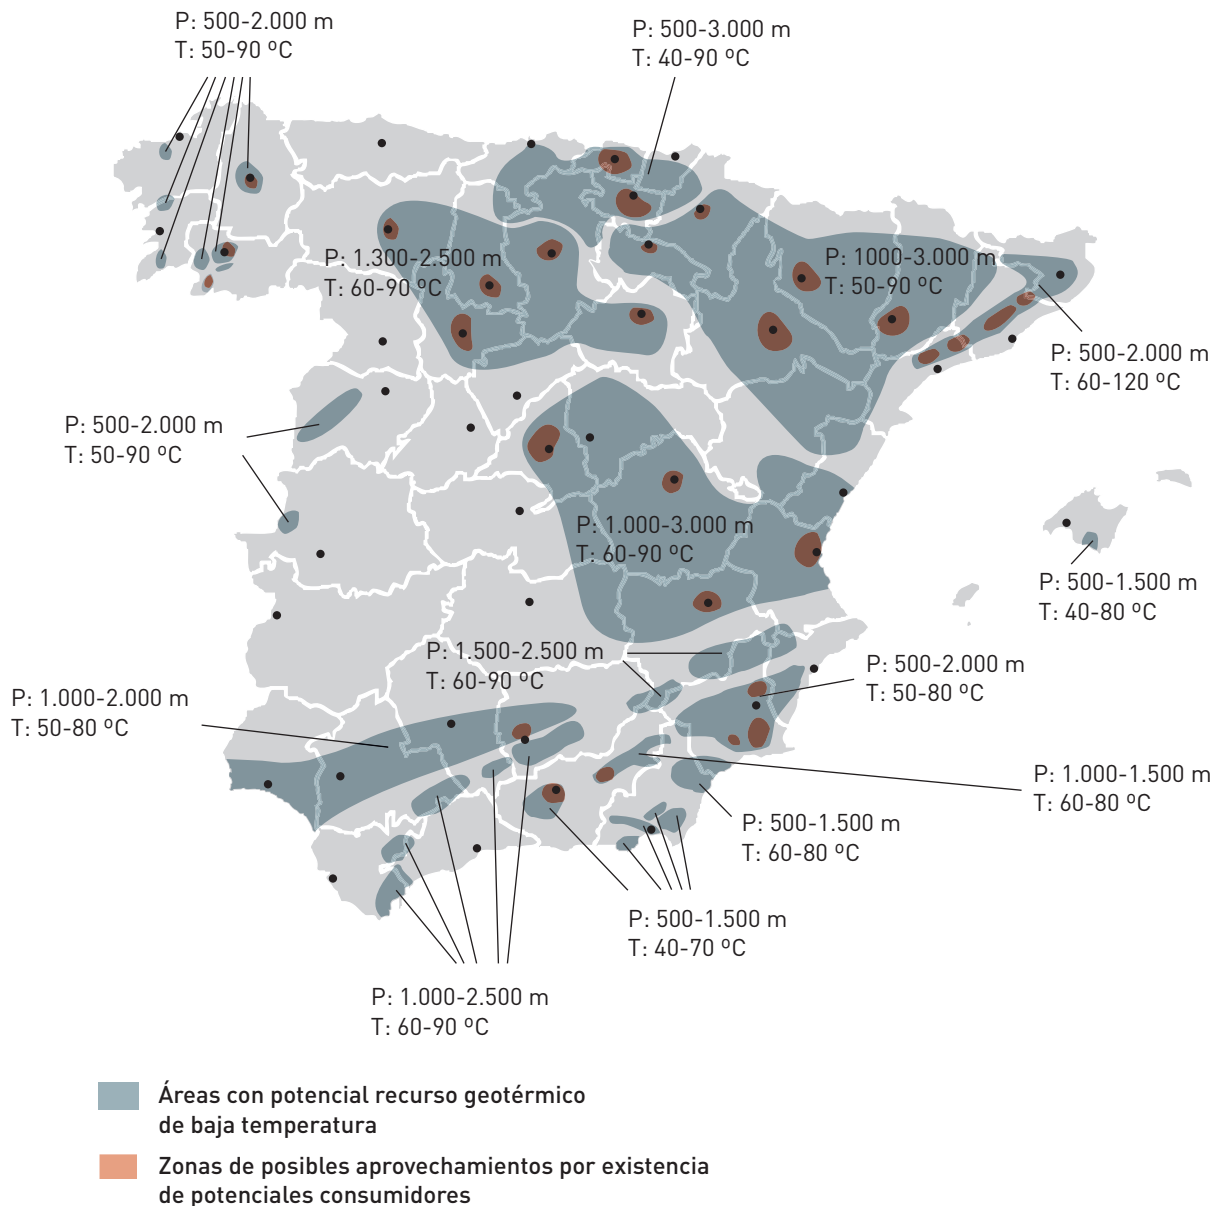 P: 500-2.000 m
T: 50-90 ºC
P: 500-3.000 m
T: 40-90 ºC
P: 1.300-2.500 m
T: 60-90 ºC
P: 1000-3.000 m
T: 50-90 ºC
P: 500-2.000 m
T: 60-120 ºC
P: 500-2.000 m
T: 50-90 ºC
P: 1.000-3.000 m
T: 60-90 ºC
P: 500-1.500 m
T: 40-80 ºC
P: 1.500-2.500 m
T: 60-90 ºC
P: 500-2.000 m
T: 50-80 ºC
P: 1.000-2.000 m
T: 50-80 ºC
P: 1.000-1.500 m
T: 60-80 ºC
P: 500-1.500 m
T: 60-80 ºC
P: 500-1.500 m
T: 40-70 ºC
P: 1.000-2.500 m
T: 60-90 ºC
Áreas con potencial recurso geotérmico
de baja temperatura
Zonas de posibles aprovechamientos por existencia
de potenciales consumidores